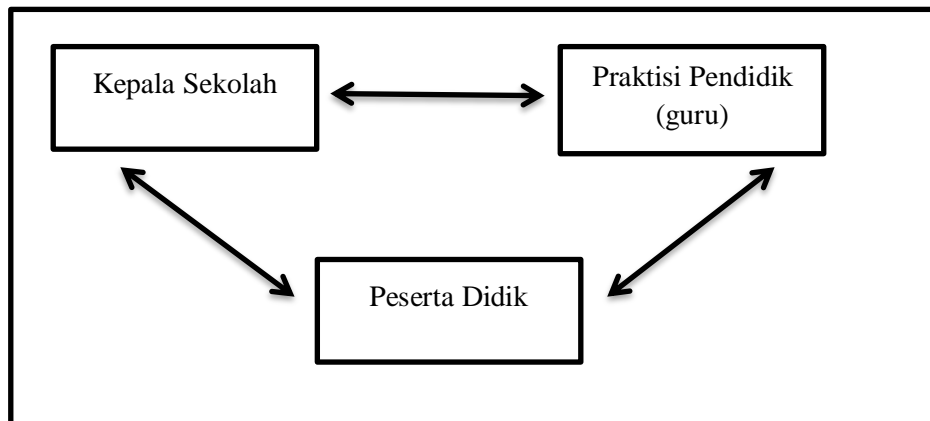 Kepala Sekolah
Praktisi Pendidik
(guru)
Peserta Didik